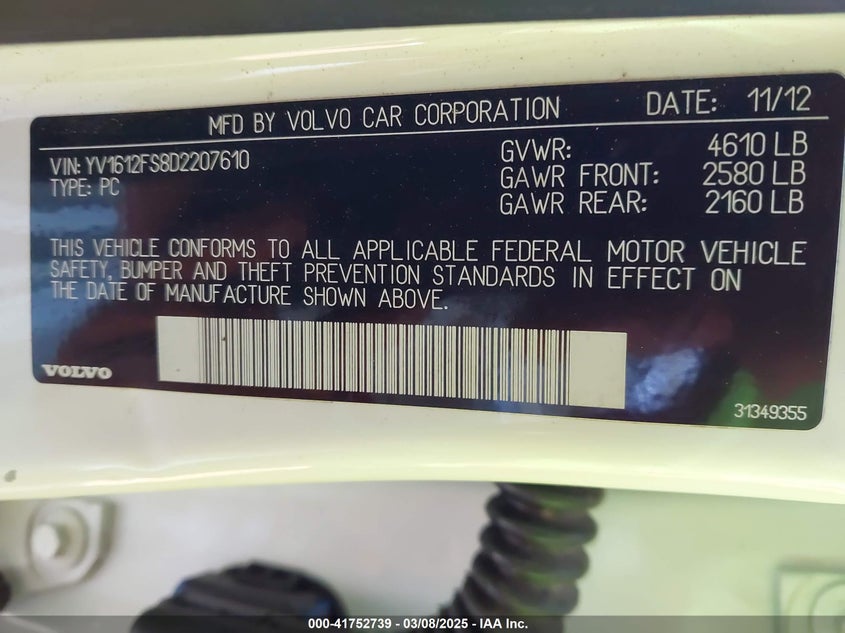 MFD BY VOLVO CAR CORPORATION DATE: 11/12
VIN: YV1612FS8D2207610
TYPE: PC
GVWR: 4610 LB
GAWR FRONT: 2580 LB
GAWR REAR: 2160 LB
THIS VEHICLE CONFORMS TO ALL APPLICABLE FEDERAL MOTOR VEHICLE
SAFETY, BUMPER AND THEFT PREVENTION STANDARDS IN EFFECT ON
THE DATE OF MANUFACTURE SHOWN ABOVE.
VOLVO
31349355
000-41752739 - 03/08/2025 - IAA Inc.